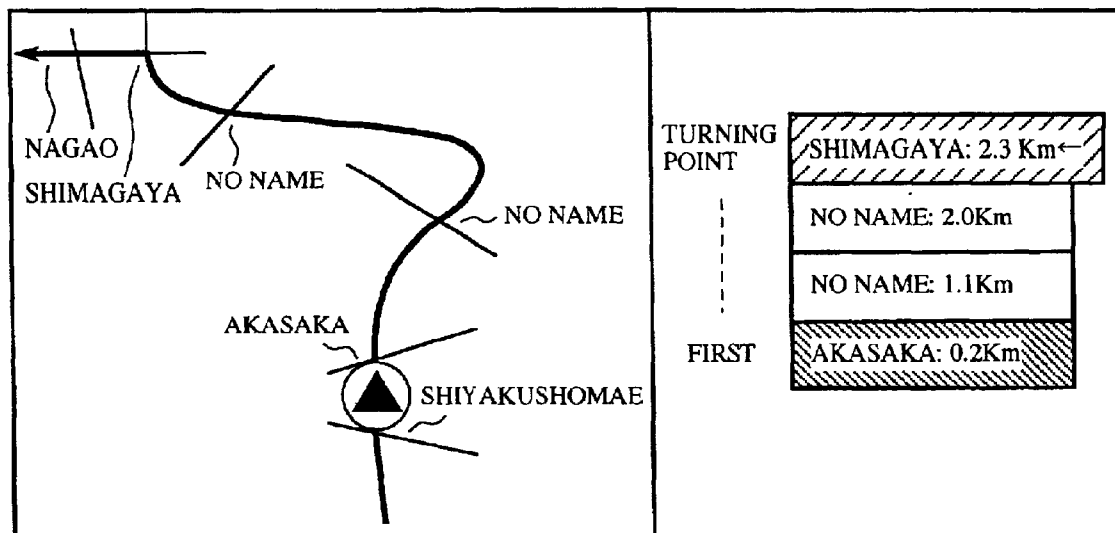 NAGAO
SHIMAGAYA
NO NAME
NO NAME
AKASAKA
SHIYAKUSHOMAE
TURNING
POINT
SHIMAGAYA: 2.3 Km←
NO NAME: 2.0Km
NO NAME: 1.1Km
FIRST
AKASAKA: 0.2Km